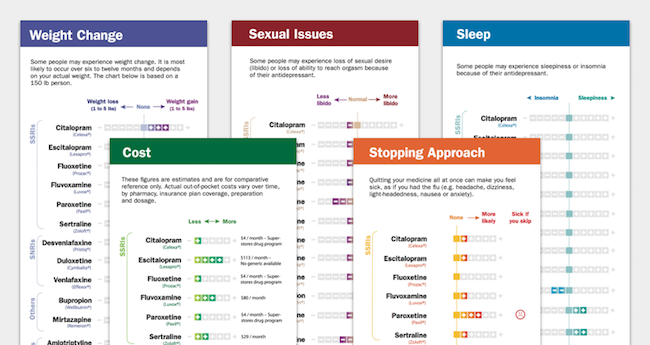 Weight Change
Some people may experience weight change. It is most
likely to occur over six to twelve months and depends
on your actual weight. The chart below is based on a
150 lb person.
Weight loss
(1 to 5 lbs)
None
Weight gain
(1 to 5 lbs)
SSRIs
Citalopram
(Celexa®)
Escitalopram
(Lexapro®)
Fluoxetine
(Prozac®)
Fluvoxamine
(Luvox®)
Paroxetine
(Paxil®)
Sertraline
(Zoloft®)
SNRIs
Desvenlafaxine
(Pristiq®)
Duloxetine
(Cymbalta®)
Venlafaxine
(Effexor®)
Others
Bupropion
(Wellbutrin®)
Mirtazapine
(Remeron®)
Amiotriptyline
Sexual Issues
Some people may experience loss of sexual desire
(libido) or loss of ability to reach orgasm because
of their antidepressant.
Less
libido
Normal
More
libido
SSRIs
Citalopram
(Celexa®)
Sleep
Some people may experience sleepiness or insomnia
because of their antidepressant.
Insomnia
Sleepiness
SSRIs
Citalopram
(Celexa®)
Cost
These figures are estimates and are for comparative
reference only. Actual out-of-pocket costs vary over time,
by pharmacy, insurance plan coverage, preparation
and dosage.
Less
More
SSRIs
Citalopram
(Celexa®)
$4 / month – Super-
stores drug program
Escitalopram
(Lexapro®)
$113 / month –
No generic available
Fluoxetine
(Prozac®)
$4 / month – Super-
stores drug program
Fluvoxamine
(Luvox®)
$80 / month
Paroxetine
(Paxil®)
$4 / month – Super-
stores drug program
Sertraline
(Zoloft®)
$29 / month
Stopping Approach
Quitting your medicine all at once can make you feel
sick, as if you had the flu (e.g. headache, dizziness,
light-headedness, nausea or anxiety).
None
More
likely
Sick if
you skip
SSRIs
Citalopram
(Celexa®)
Escitalopram
(Lexapro®)
Fluoxetine
(Prozac®)
Fluvoxamine
(Luvox®)
Paroxetine
(Paxil®)
Sertraline
(Zoloft®)